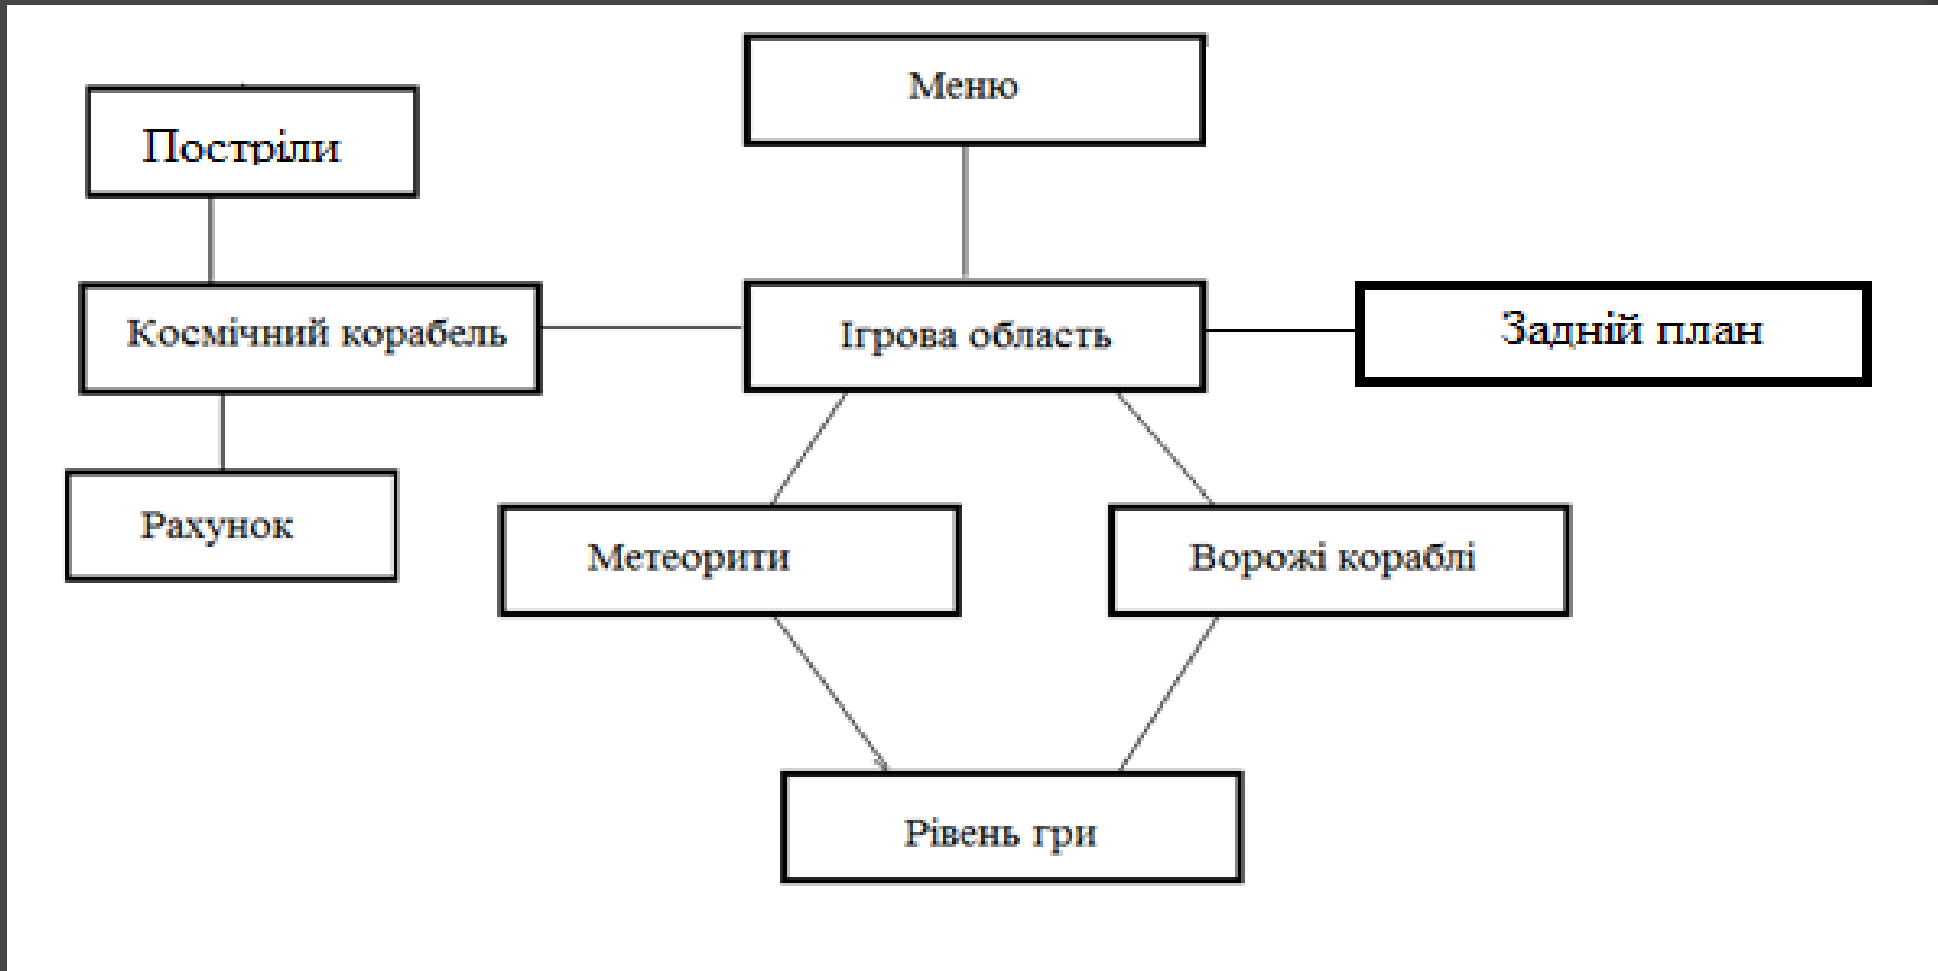 Меню
Постріли
Космічний корабель
Ігрова область
Задній план
Рахунок
Метеорити
Ворожі кораблі
Рівень гри